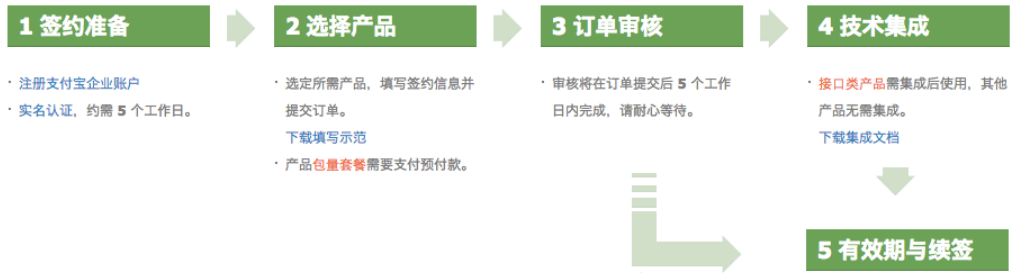 1 签约准备
· 注册支付宝企业账户
· 实名认证，约需 5 个工作日。
2 选择产品
· 选定所需产品，填写签约信息并
提交订单。
下载填写示范
· 产品包量套餐需要支付预付款。
3 订单审核
· 审核将在订单提交后 5 个工作
日内完成，请耐心等待。
4 技术集成
· 接口类产品需集成后使用，其他
产品无需集成。
下载集成文档
5 有效期与续签